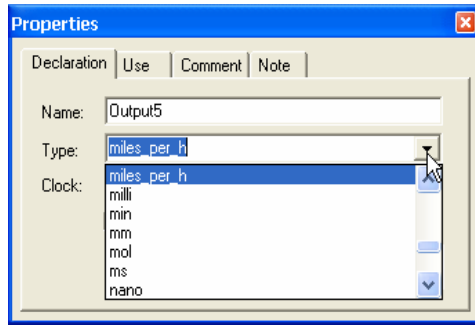 Properties
Declaration Use Comment Note
Name: Output5
Type: miles_per_h
Clock: miles_per_h
milli
min
mm
mol
ms
nano